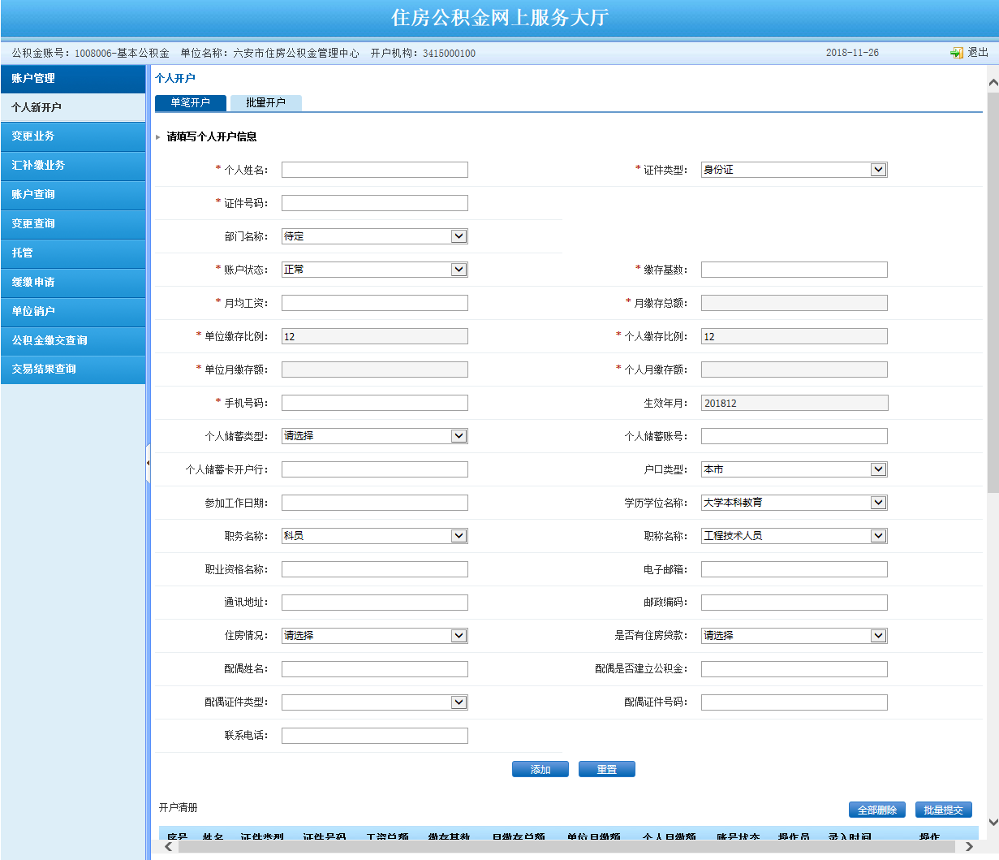 住房公积金网上服务大厅
公积金账号：1008006-基本公积金 单位名称：六安市住房公积金管理中心 开户机构：3415000100 2018-11-26 退出
账户管理
个人新开户
变更业务
汇补缴业务
账户查询
变更查询
托管
缓缴申请
单位销户
公积金缴交查询
交易结果查询
个人开户
单笔开户 批量开户
请填写个人开户信息
* 个人姓名： * 证件类型： 身份证
* 证件号码：
部门名称： 待定
* 账户状态： 正常 * 缴存基数：
* 月均工资： * 月缴存总额：
* 单位缴存比例： 12 * 个人缴存比例： 12
* 单位月缴存额： * 个人月缴存额：
* 手机号码： 生效年月： 201812
个人储蓄类型： 请选择 个人储蓄账号：
个人储蓄卡开户行： 户口类型： 本市
参加工作日期： 学历学位名称： 大学本科教育
职务名称： 科员 职称名称： 工程技术人员
职业资格名称： 电子邮箱：
通讯地址： 邮政编码：
住房情况： 请选择 是否有住房贷款： 请选择
配偶姓名： 配偶是否建立公积金：
配偶证件类型： 配偶证件号码：
联系电话：
添加 重置
开户清册 全部删除 批量提交
序号 姓名 证件类型 证件号码 工资总额 缴存基数 月缴存总额 单位月缴额 个人月缴额 账号状态 操作员 录入时间 操作